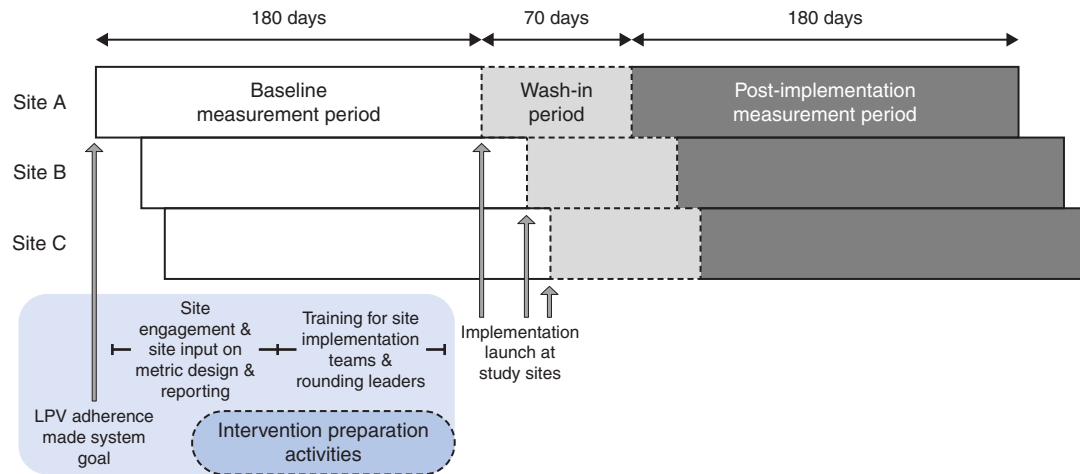 180 days
70 days
180 days
Site A
Baseline
measurement period
Wash-in
period
Post-implementation
measurement period
Site B
Site C
Site
engagement &
site input on
metric design &
reporting
Training for site
implementation
teams &
rounding leaders
Implementation
launch at
study sites
LPV adherence
made system
goal
Intervention preparation
activities